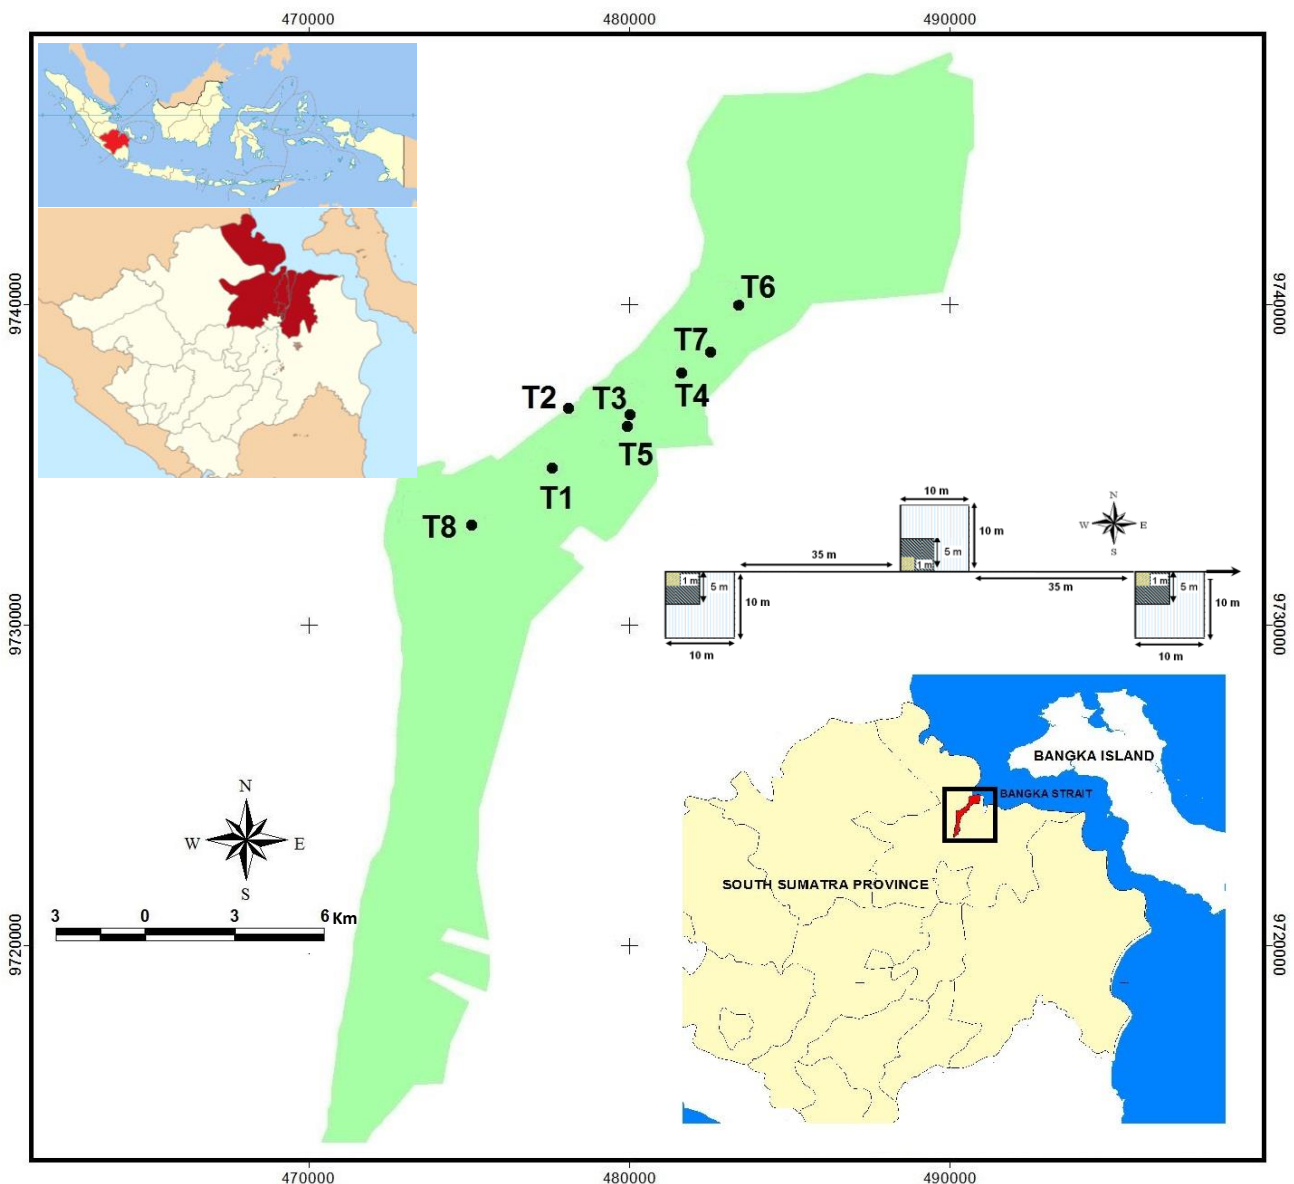 470000
480000
490000
9740000
9740000
T6
T7
T4
T2
T3
T5
T1
T8
10 m
10 m
5 m
1 m
35 m
35 m
N
W
E
S
1 m
5 m
10 m
10 m
1 m
5 m
10 m
10 m
9730000
9730000
BANGKA ISLAND
BANGKA STRAIT
SOUTH SUMATRA PROVINCE
N
W
E
S
3
0
3
6 Km
9720000
9720000
470000
480000
490000